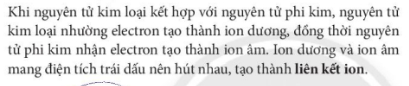 Khi nguyên tử kim loại kết hợp với nguyên tử phi kim, nguyên tử
kim loại nhường electron tạo thành ion dương, đồng thời nguyên
tử phi kim nhận electron tạo thành ion âm. Ion dương và ion âm
mang điện tích trái dấu nên hút nhau, tạo thành liên kết ion.